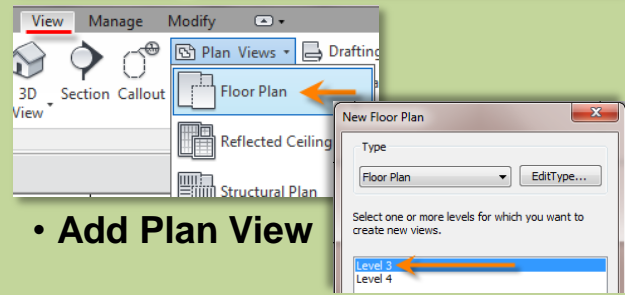 View Manage Modify
Plan Views Drafting
3D View Section Callout
Floor Plan
Reflected Ceiling
Structural Plan
New Floor Plan
Type
Floor Plan EditType...
Select one or more levels for which you want to
create new views.
Level 3
Level 4
• Add Plan View